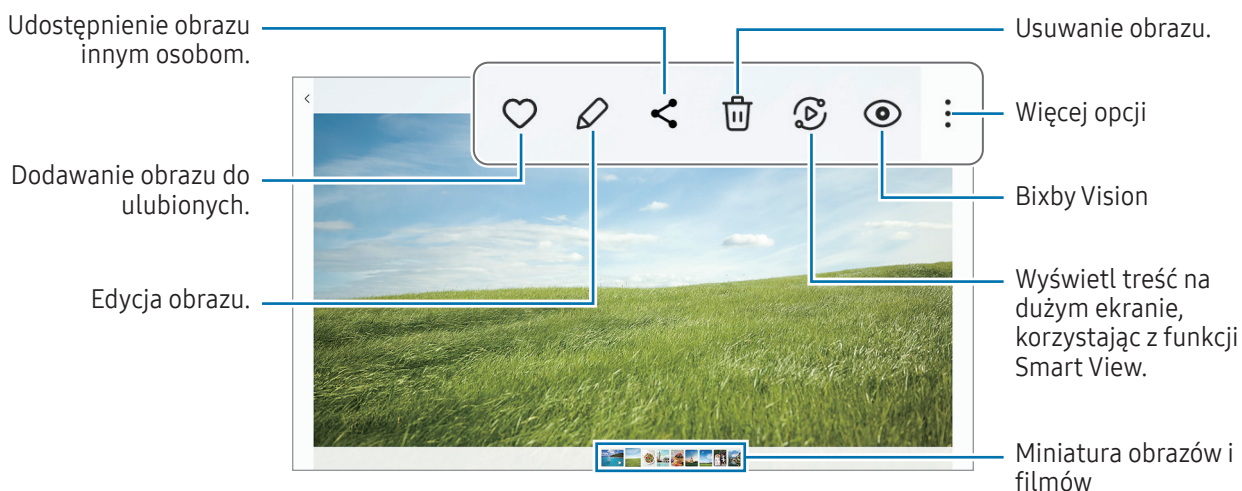 Udostępnienie obrazu
innym osobom.
Dodawanie obrazu do
ulubionych.
Edycja obrazu.
Usuwanie obrazu.
Więcej opcji
Bixby Vision
Wyświetl treść na
dużym ekranie,
korzystając z funkcji
Smart View.
Miniatura obrazów i
filmów